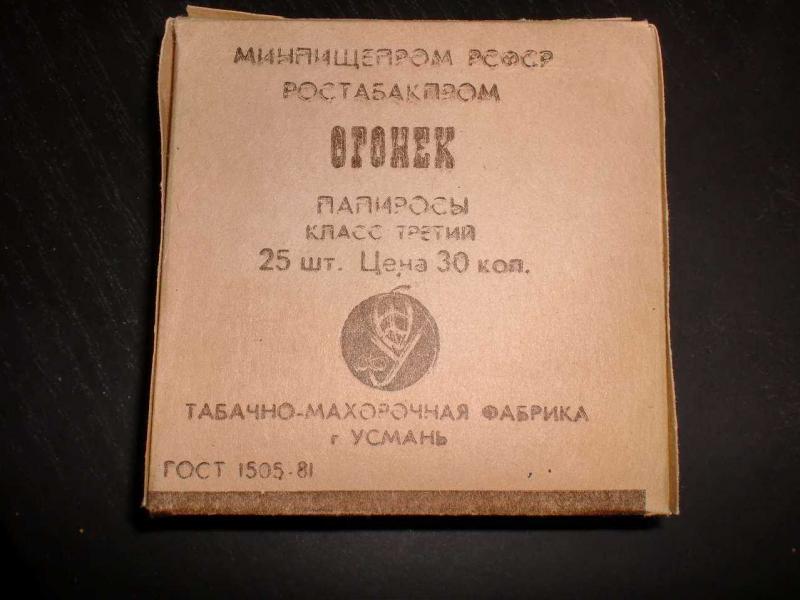 МИНПИЩЕПРОМ РСФСР
РОСТАБАКПРОМ
ОГОНЕК
ПАПИРОСЫ
КЛАСС ТРЕТИЙ
25 шт. Цена 30 коп.
ТАБАЧНО-МАХОРОЧНАЯ ФАБРИКА
г УСМАНЬ
ГОСТ 1505-81